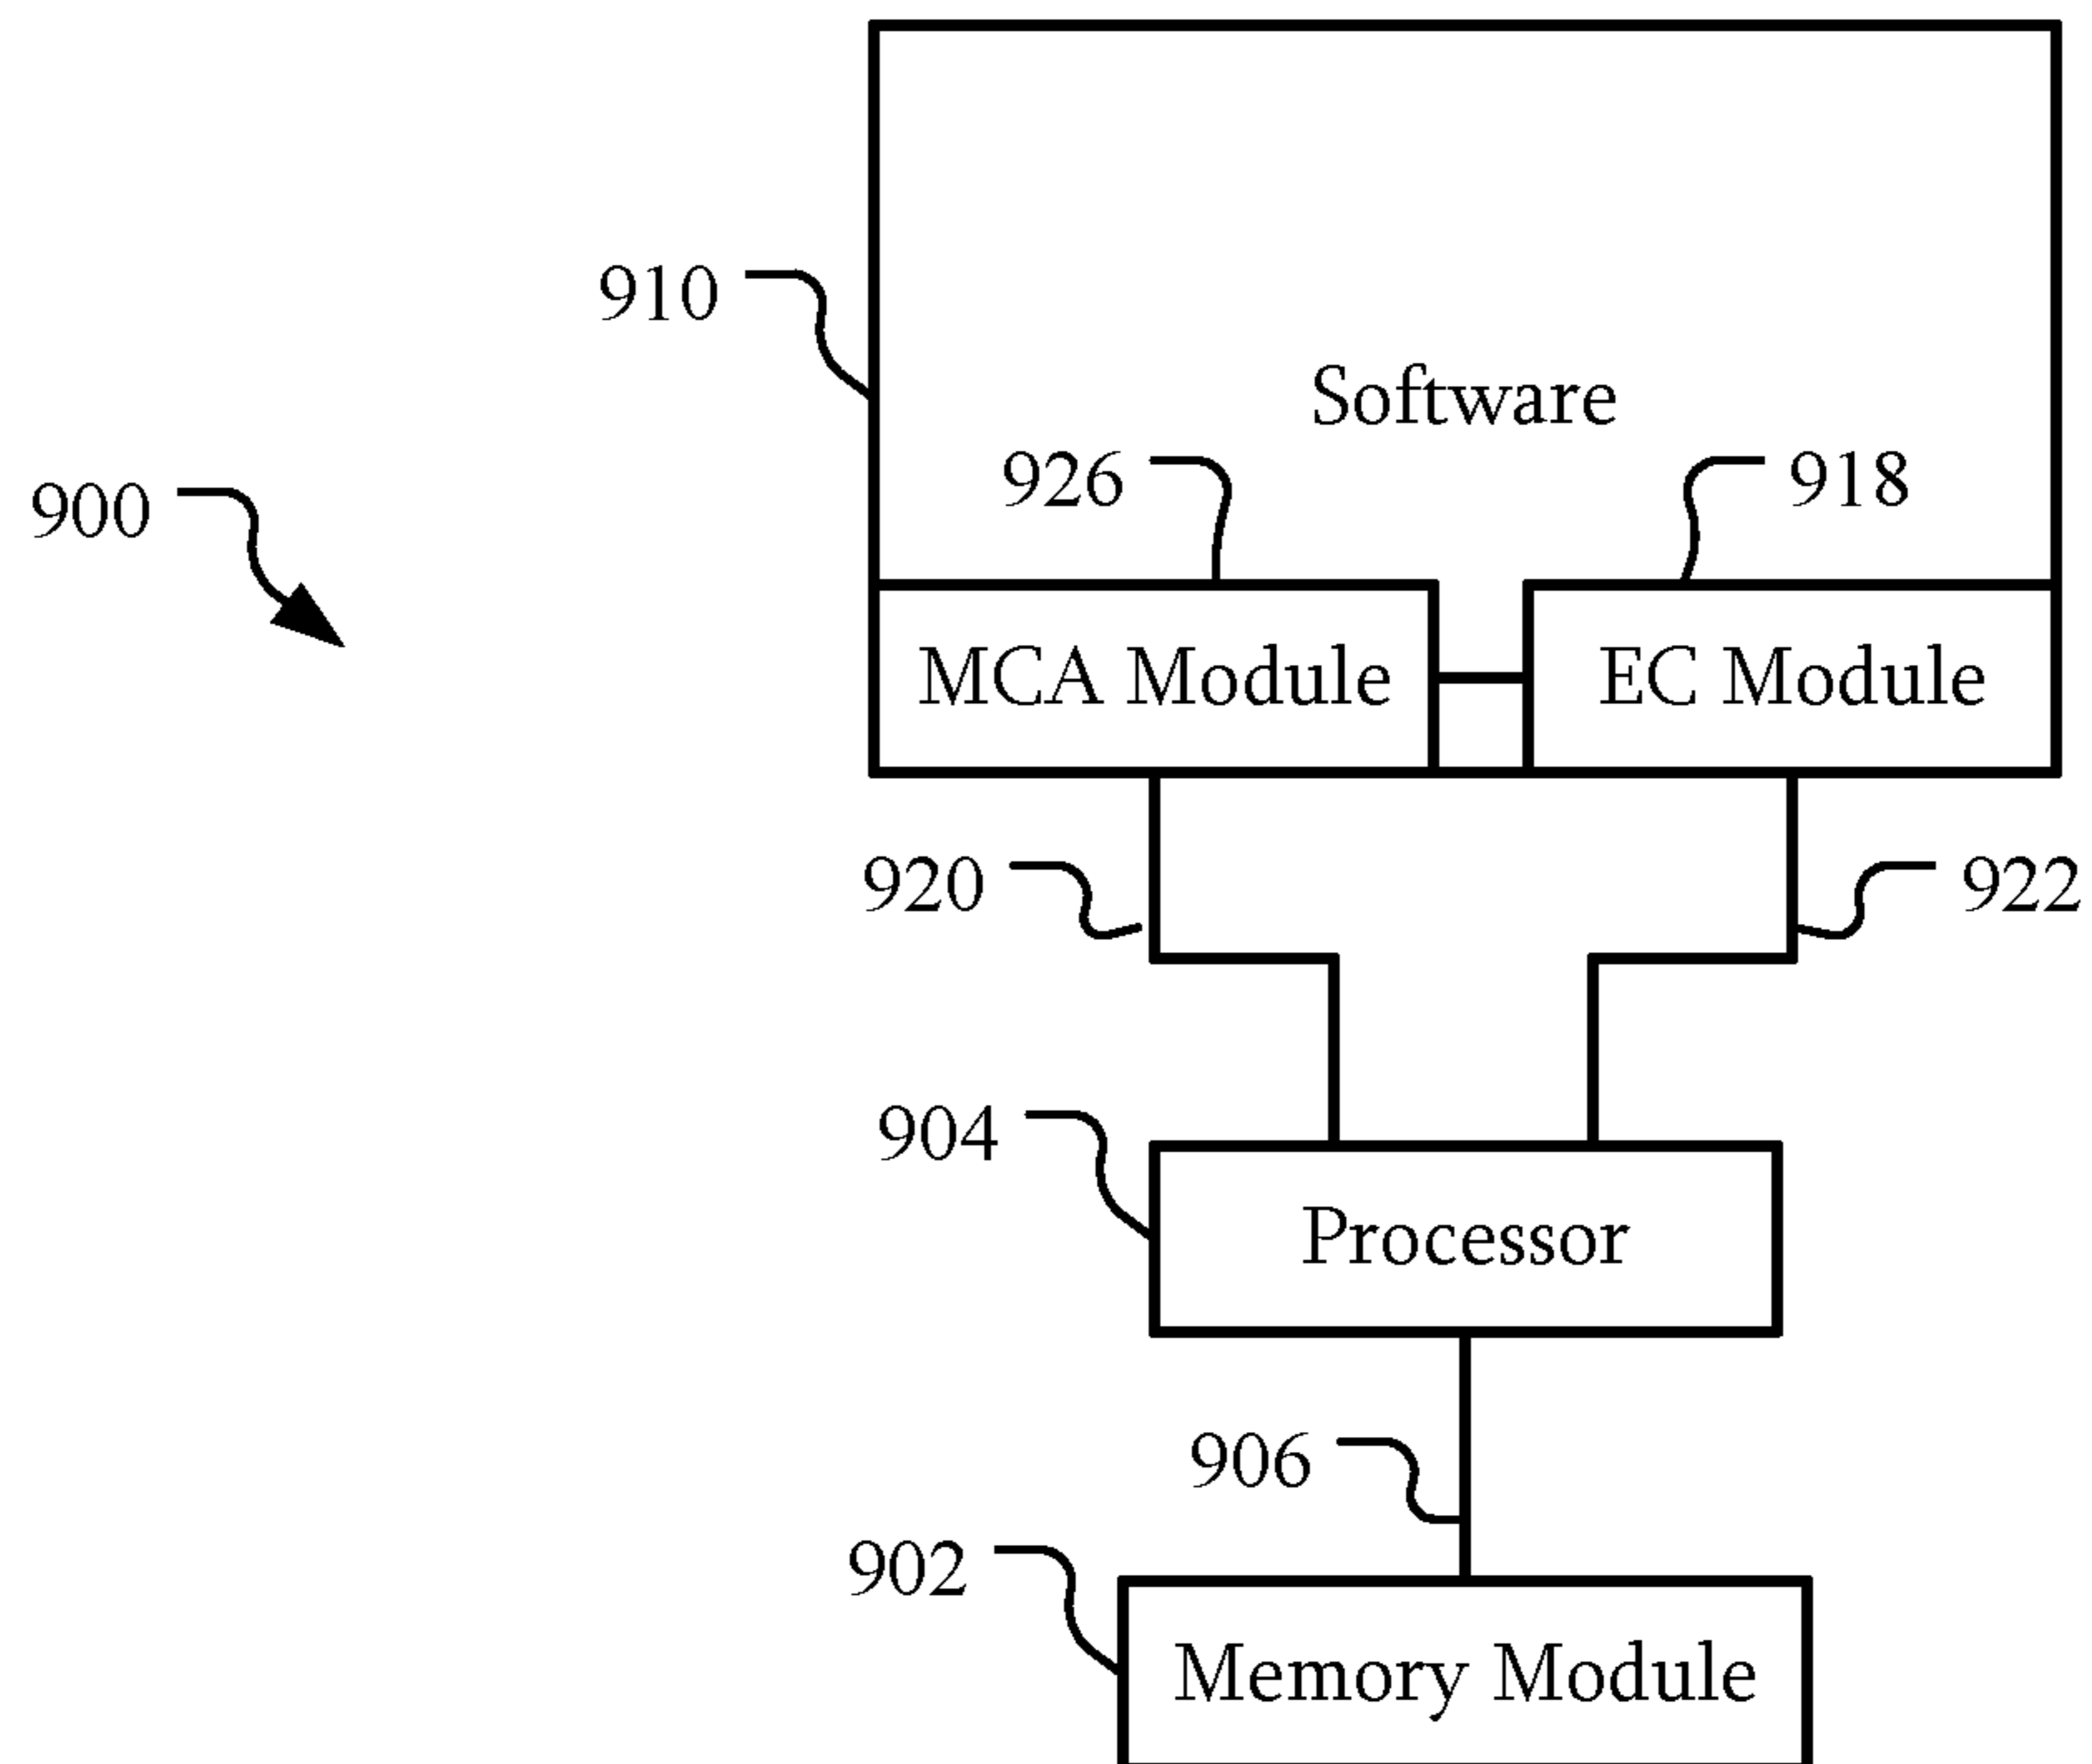 910
Software
926
918
900
MCA Module
EC Module
920
922
904
Processor
906
902
Memory Module